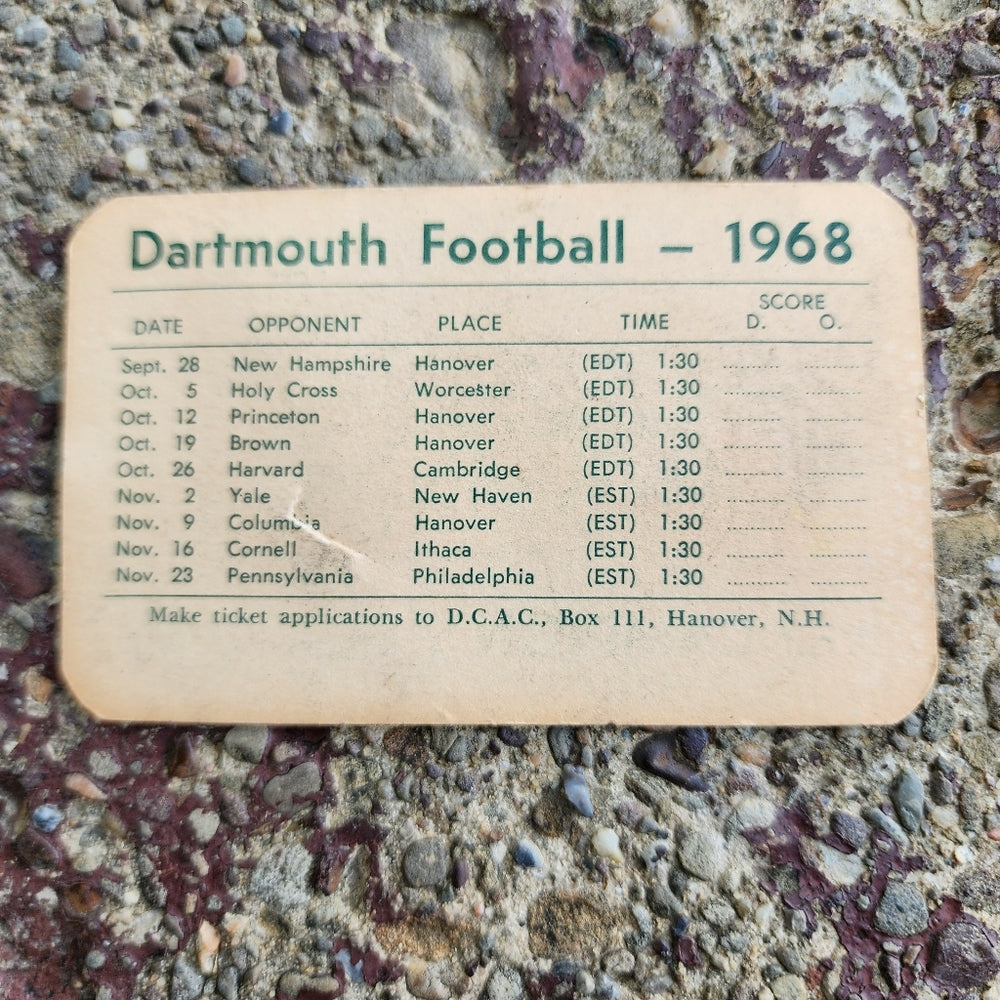 Dartmouth Football – 1968
SCORE
DATE OPPONENT PLACE TIME D. O.
Sept. 28 New Hampshire Hanover (EDT) 1:30 .......... ..........
Oct. 5 Holy Cross Worcester (EDT) 1:30 .......... ..........
Oct. 12 Princeton Hanover (EDT) 1:30 .......... ..........
Oct. 19 Brown Hanover (EDT) 1:30 .......... ..........
Oct. 26 Harvard Cambridge (EDT) 1:30 .......... ..........
Nov. 2 Yale New Haven (EST) 1:30 .......... ..........
Nov. 9 Columbia Hanover (EST) 1:30 .......... ..........
Nov. 16 Cornell Ithaca (EST) 1:30 .......... ..........
Nov. 23 Pennsylvania Philadelphia (EST) 1:30 .......... ..........
Make ticket applications to D.C.A.C., Box 111, Hanover, N.H.